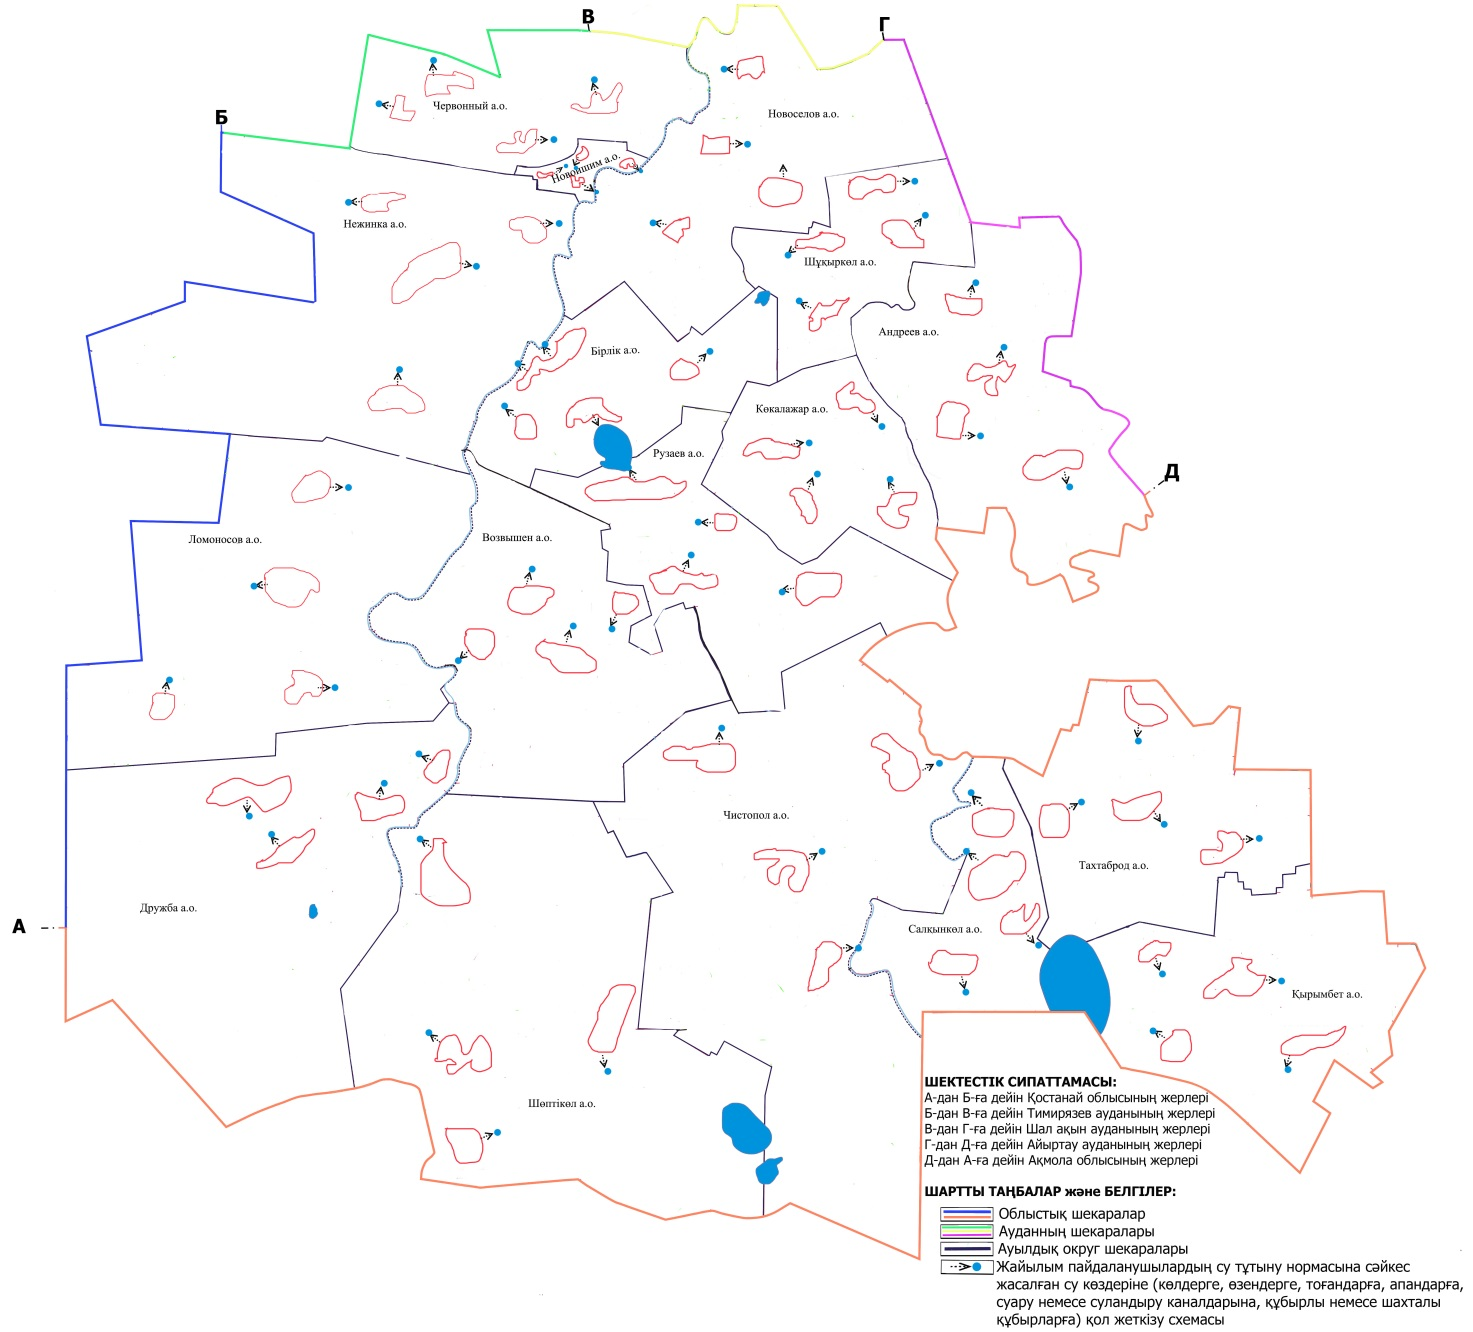 В
Г
Б
Червонный а.о.
Новоселов а.о.
Новоишим а.о.
Нежинка а.о.
Шұқыркөл а.о.
Андреев а.о.
Бірлік а.о.
Көкалажар а.о.
Рузаев а.о.
Д
Ломоносов а.о.
Возвышен а.о.
Чистопол а.о.
Тахтаброд а.о.
Дружба а.о.
А
Салқынкөл а.о.
Қырымбет а.о.
Шөптікөл а.о.
ШЕКТЕСТІК СИПАТТАМАСЫ:
А-дан Б-ға дейін Қостанай облысының жерлері
Б-дан В-ға дейін Тимирязев ауданының жерлері
В-дан Г-ға дейін Шал ақын ауданының жерлері
Г-дан Д-ға дейін Айыртау ауданының жерлері
Д-дан А-ға дейін Ақмола облысының жерлері
ШАРТТЫ ТАҢБАЛАР және БЕЛГІЛЕР:
Облыстық шекаралар
Ауданның шекаралары
Ауылдық округ шекаралары
Жайылым пайдаланушылардың су тұтыну нормасына сәйкес
жасалған су көздеріне (көлдерге, өзендерге, тоғандарға, апандарға,
суару немесе суландыру каналдарына, құбырлы немесе шахталы
құбырларға) қол жеткізу схемасы